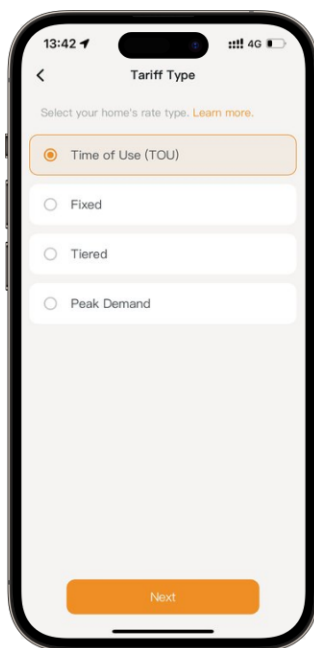 13:42 4G
Tariff Type
Select your home's rate type. Learn more.
Time of Use (TOU)
Fixed
Tiered
Peak Demand
Next